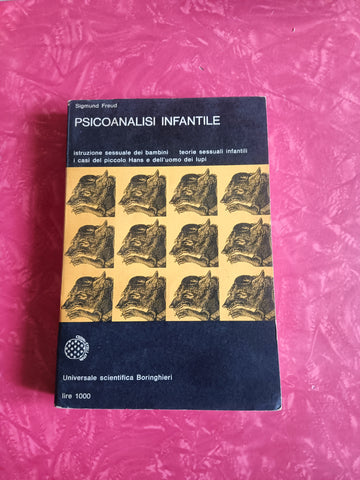 Sigmund Freud
PSICOANALISI INFANTILE
istruzione sessuale dei bambini teorie sessuali infantili
i casi del piccolo Hans e dell'uomo dei lupi
Universale scientifica Boringhieri
lire 1000